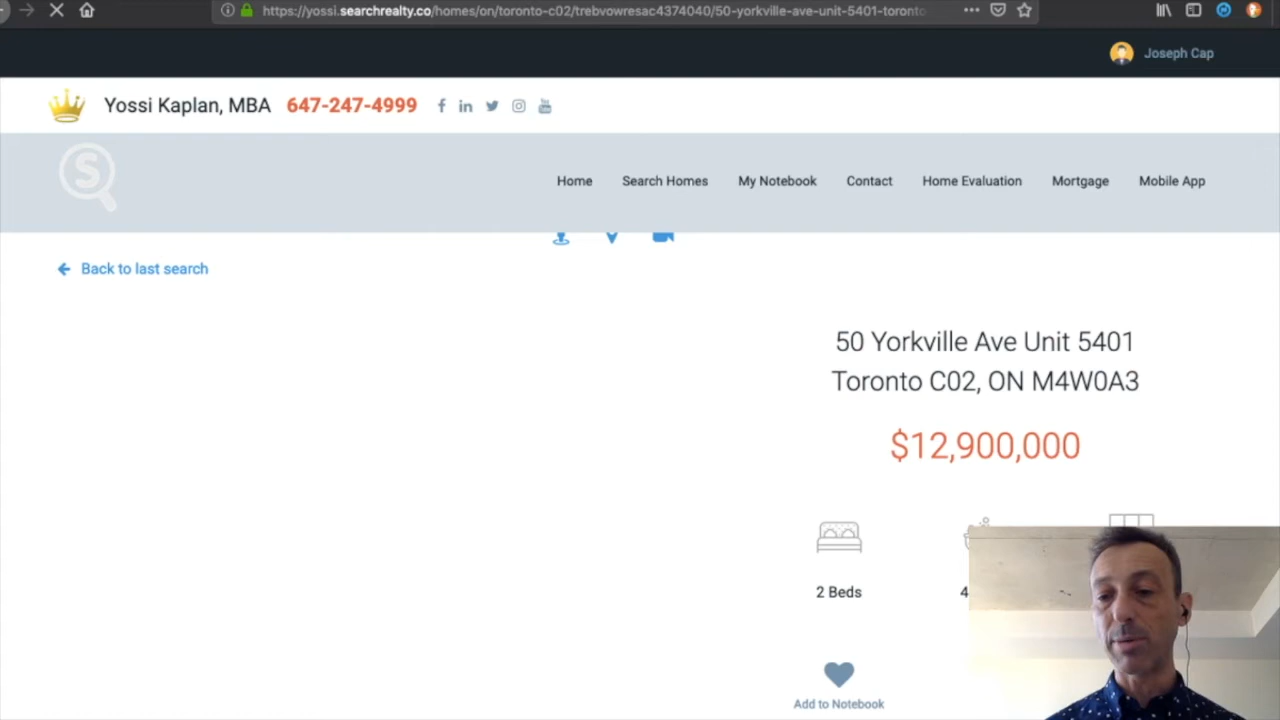 https://yossi.searchrealty.co/homes/on/toronto-c02/trebvowresac4374040/50-yorkville-ave-unit-5401-toronto
Joseph Cap
Yossi Kaplan, MBA 647-247-4999
S
Home Search Homes My Notebook Contact Home Evaluation Mortgage Mobile App
Back to last search
50 Yorkville Ave Unit 5401
Toronto C02, ON M4W0A3
$12,900,000
2 Beds 4
Add to Notebook